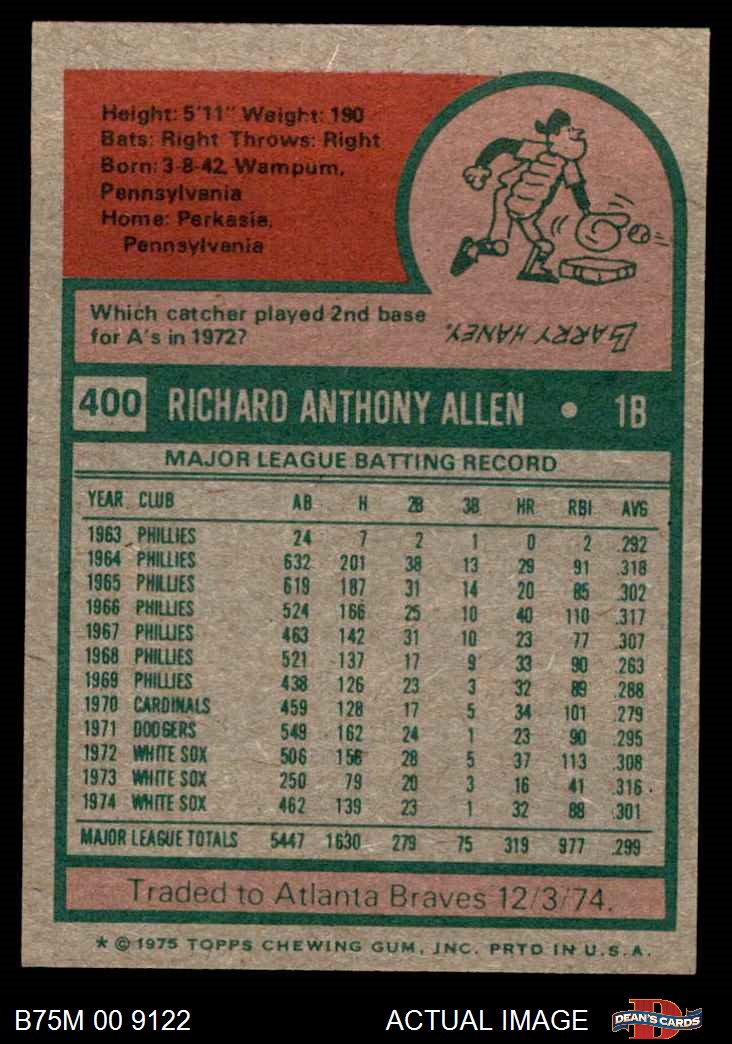 Height: 5'11" Weight: 190
Bats: Right Throws: Right
Born: 3-8-42, Wampum,
Pennsylvania
Home: Perkasie,
Pennsylvania
Which catcher played 2nd base
for A's in 1972?
BARRY HANEY.
400 RICHARD ANTHONY ALLEN • 1B
MAJOR LEAGUE BATTING RECORD
YEAR CLUB AB H 2B 3B HR RBI AVG
1963 PHILLIES 24 7 2 1 0 2 .292
1964 PHILLIES 632 201 38 13 29 91 .318
1965 PHILLIES 619 187 31 14 20 85 .302
1966 PHILLIES 524 166 25 10 40 110 .317
1967 PHILLIES 463 142 31 10 23 77 .307
1968 PHILLIES 521 137 17 9 33 90 .263
1969 PHILLIES 438 126 23 3 32 89 .288
1970 CARDINALS 459 128 17 5 34 101 .279
1971 DODGERS 549 162 24 1 23 90 .295
1972 WHITE SOX 506 156 28 5 37 113 .308
1973 WHITE SOX 250 79 20 3 16 41 .316
1974 WHITE SOX 462 139 23 1 32 88 .301
MAJOR LEAGUE TOTALS 5447 1630 279 75 319 977 .299
Traded to Atlanta Braves 12/3/74.
* © 1975 TOPPS CHEWING GUM, INC. PRTD IN U.S.A.
B75M 00 9122 ACTUAL IMAGE D DEAN'S CARDS